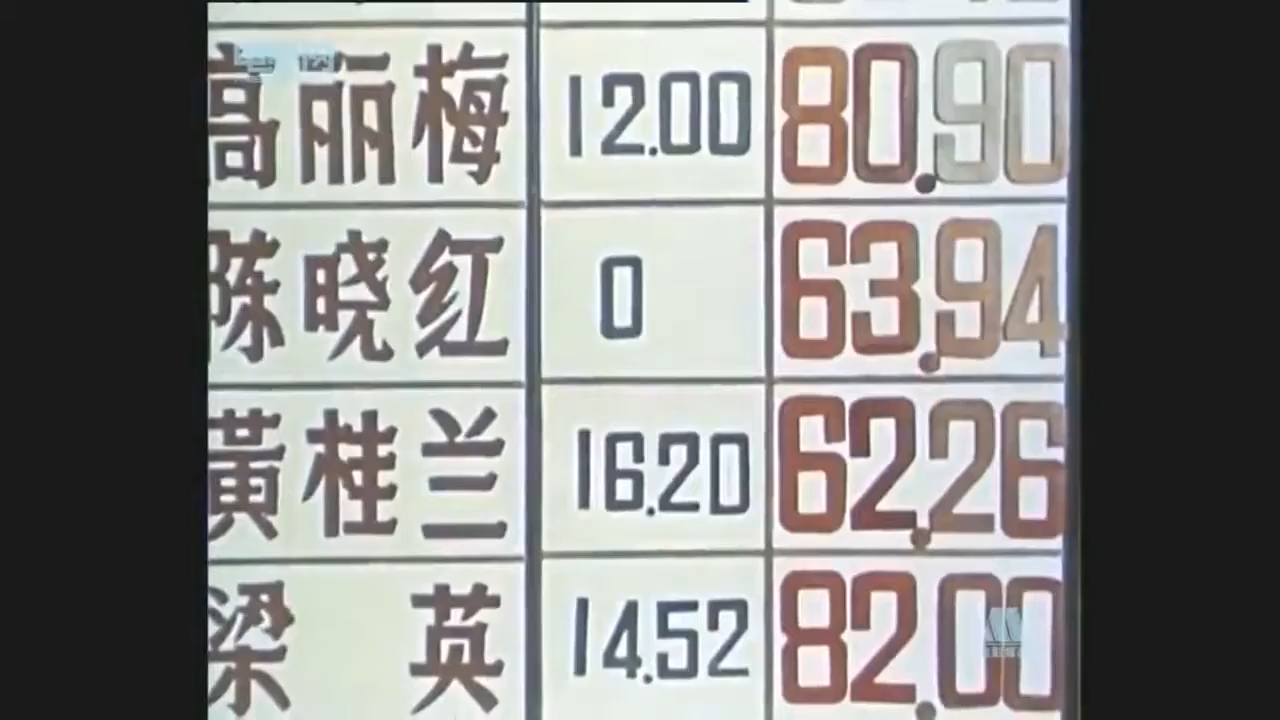 高丽梅 12.00 80.90
陈晓红 0 63.94
黄桂兰 16.20 62.26
梁 英 14.52 82.00